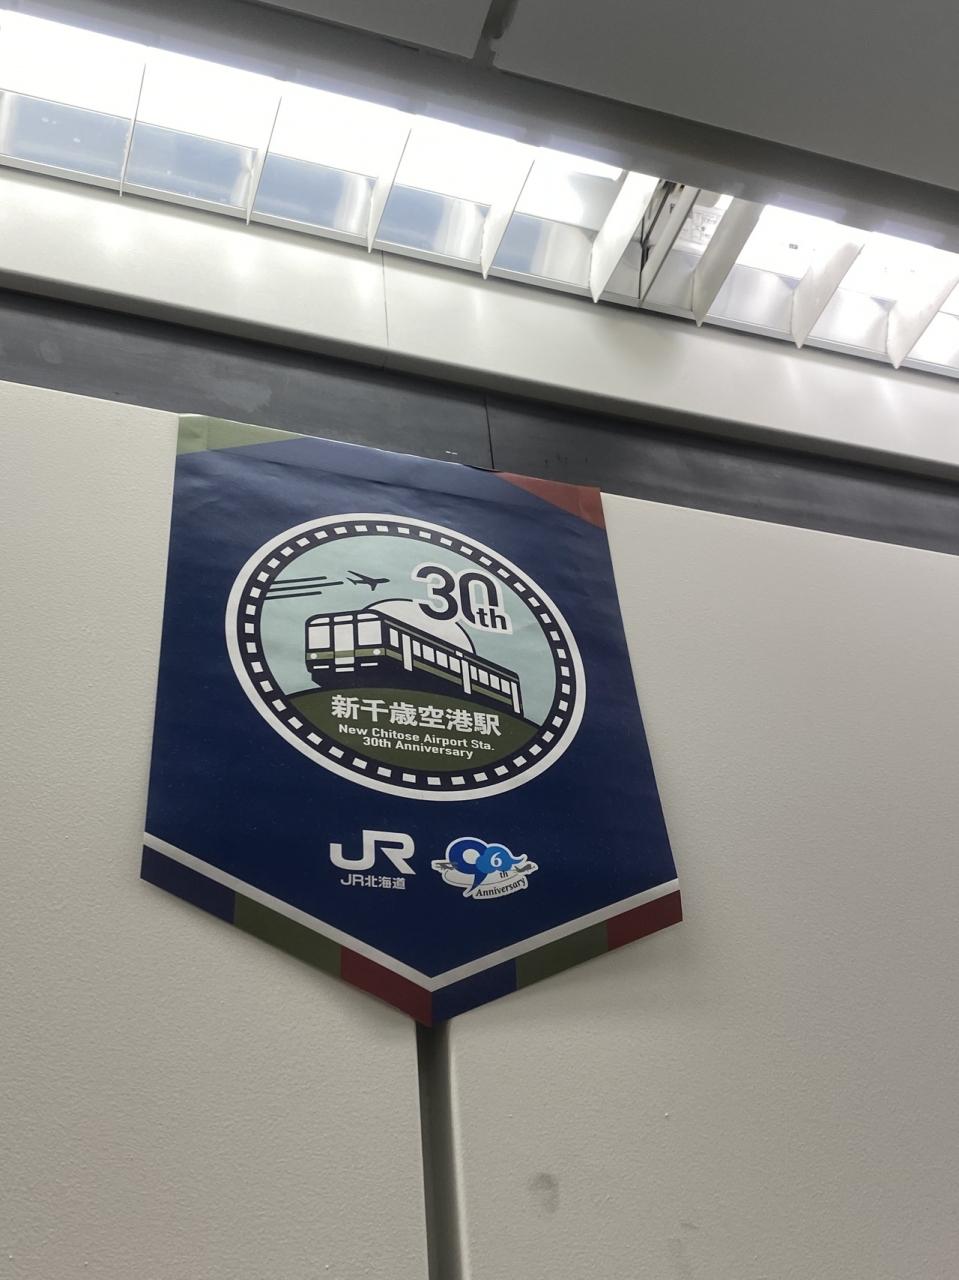 30th
新千歳空港駅
New Chitose Airport Sta.
30th Anniversary
JR
JR北海道
96th
Anniversary